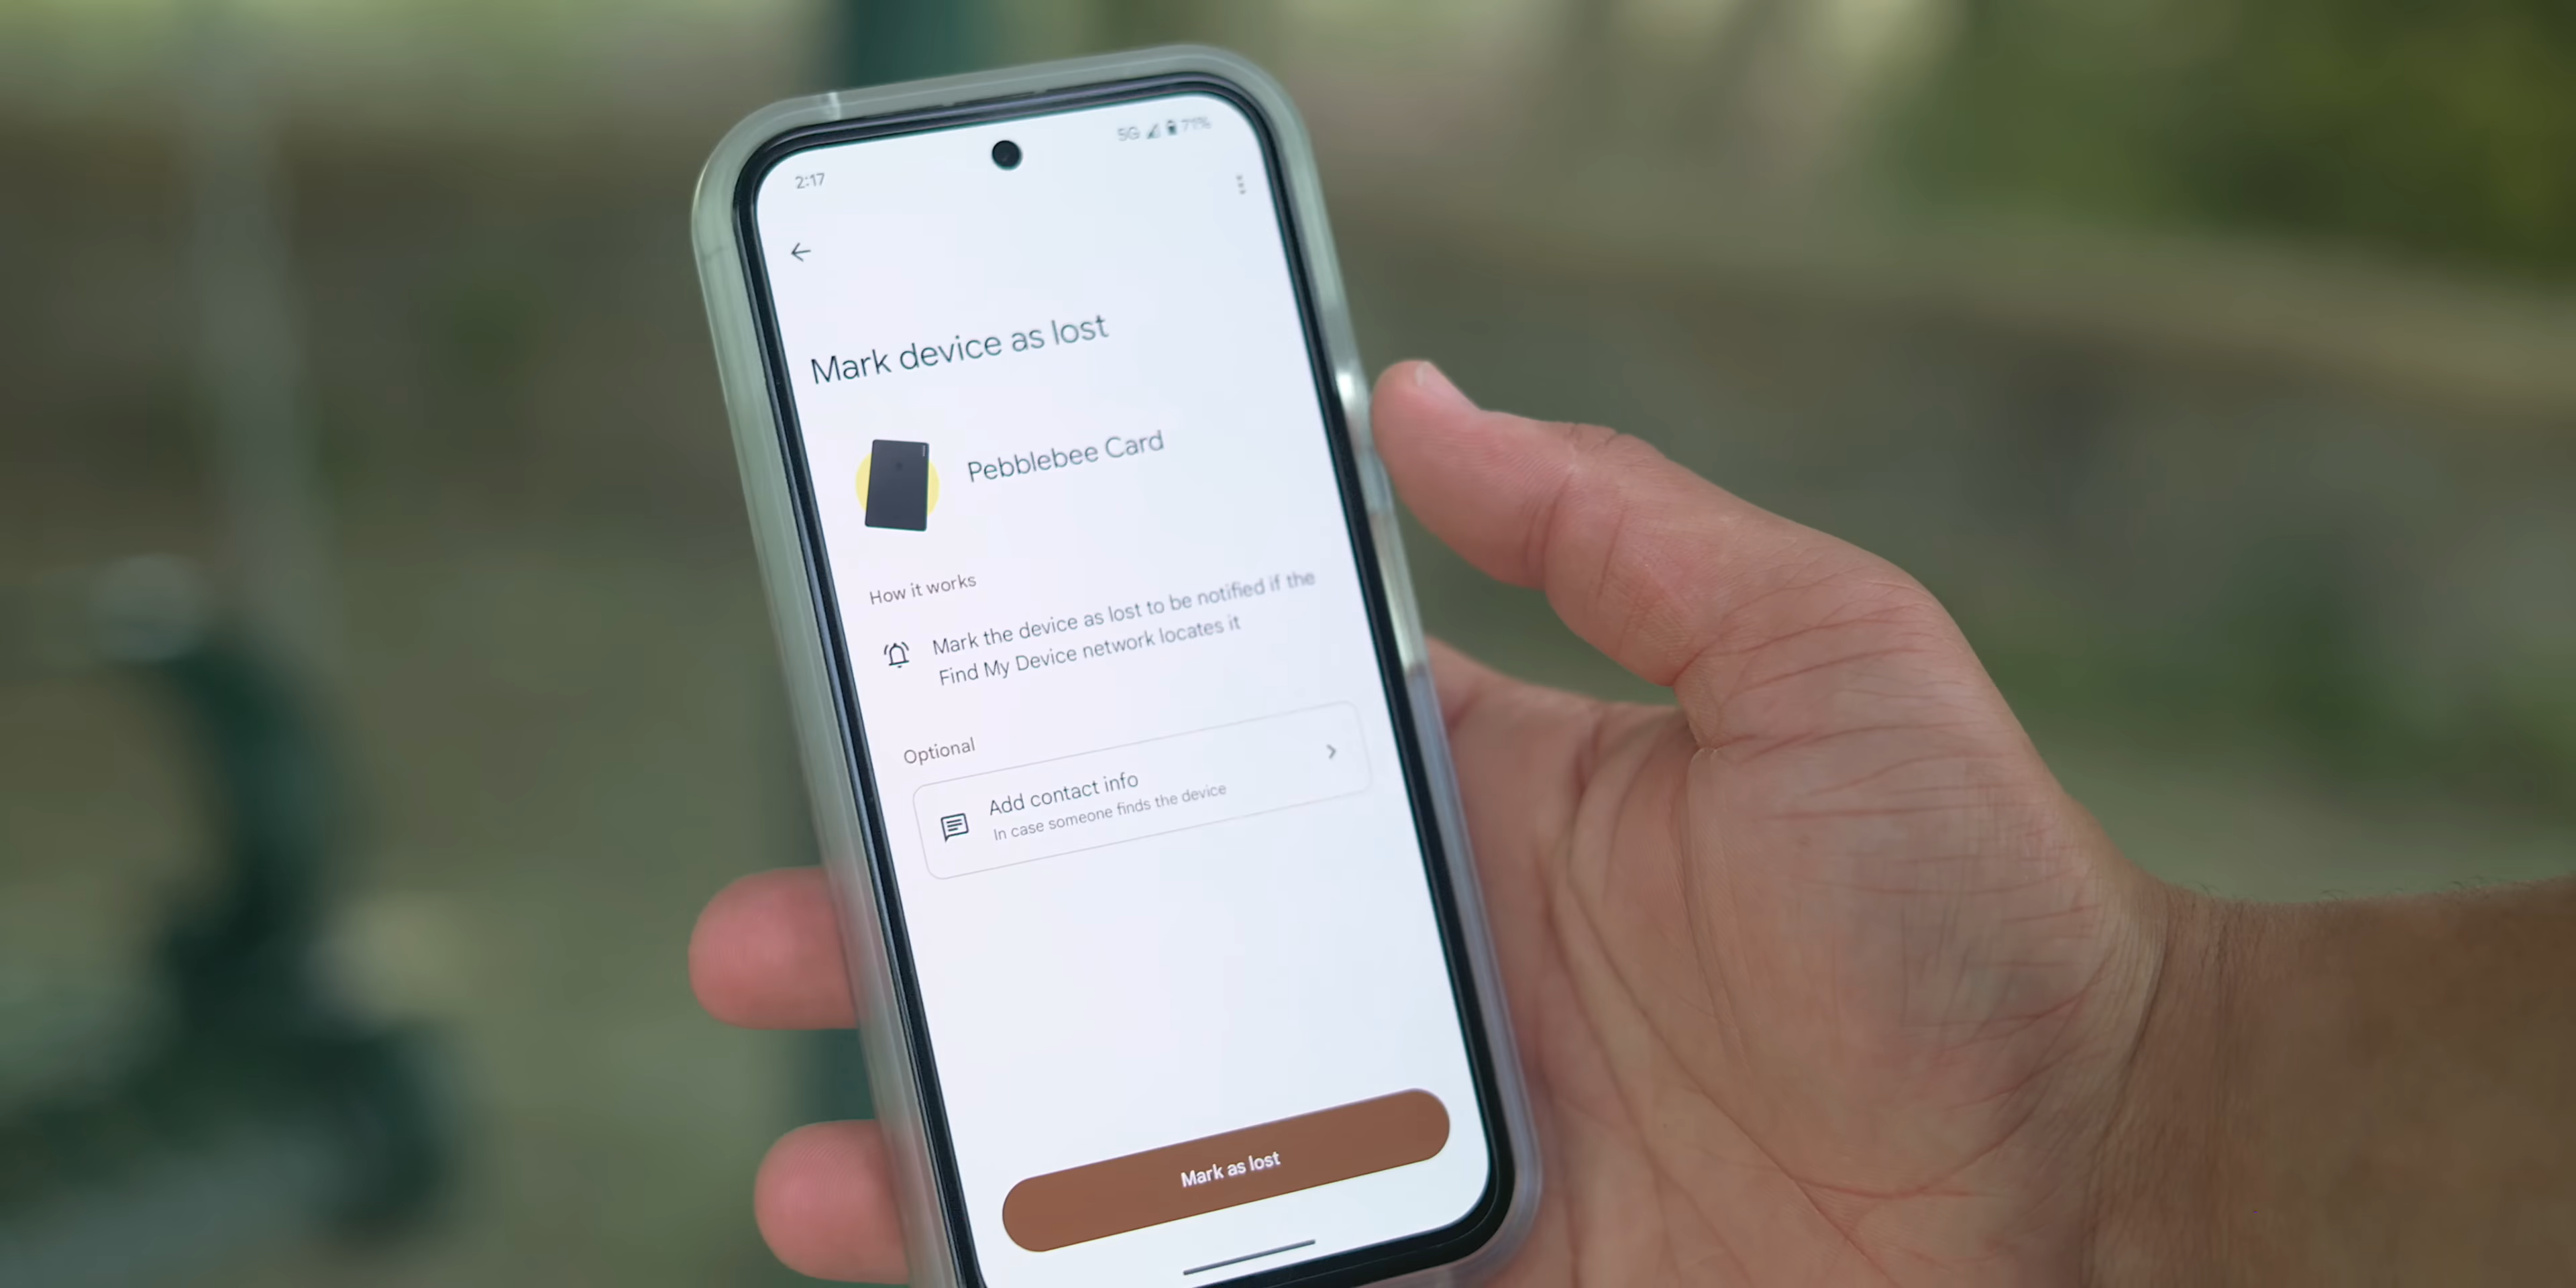 2:17
5G 71%
Mark device as lost
Pebblebee Card
How it works
Mark the device as lost to be notified if the
Find My Device network locates it
Optional
Add contact info
In case someone finds the device
Mark as lost